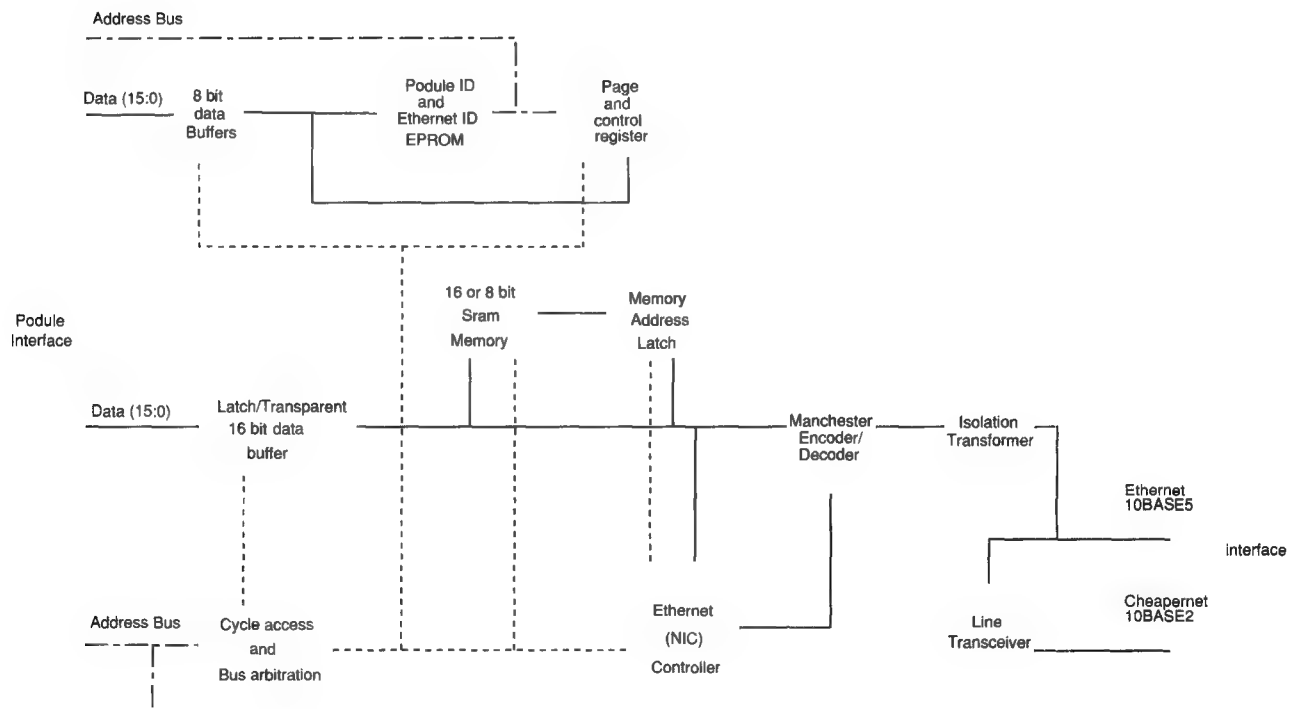 Address Bus
Data (15:0)
8 bit
data
Buffers
Podule ID
and
Ethernet ID
EPROM
Page
and
control
register
Podule
Interface
16 or 8 bit
Sram
Memory
Memory
Address
Latch
Data (15:0)
Latch/Transparent
16 bit data
buffer
Manchester
Encoder/
Decoder
Isolation
Transformer
Ethernet
10BASE5
interface
Address Bus
Cycle access
and
Bus arbitration
Ethernet
(NIC)
Controller
Line
Transceiver
Cheapernet
10BASE2